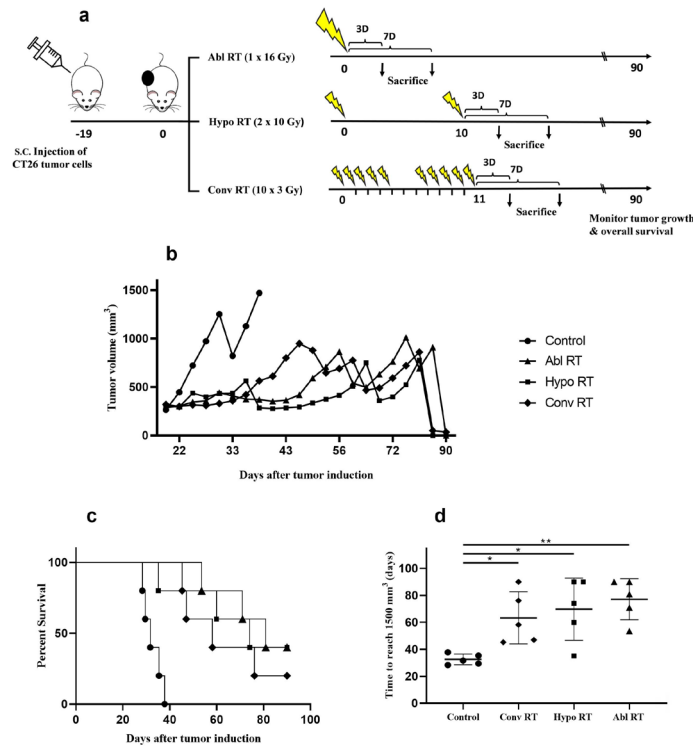 a
Abl RT (1 x 16 Gy)
3D
7D
0
Sacrifice
90
Hypo RT (2 x 10 Gy)
3D
7D
0
10
Sacrifice
90
-19
0
S.C. Injection of
CT26 tumor cells
Conv RT (10 x 3 Gy)
3D
7D
0
11
Sacrifice
90
Monitor tumor growth
& overall survival
b
Tumor volume (mm³)
1500
1000
500
0
22 33 43 56 72 90
Days after tumor induction
Control
Abl RT
Hypo RT
Conv RT
c
Percent Survival
100
50
0
0 20 40 60 80 100
Days after tumor induction
d
Time to reach 1500 mm³ (days)
100
80
60
40
20
0
**
*
*
Control Conv RT Hypo RT Abl RT